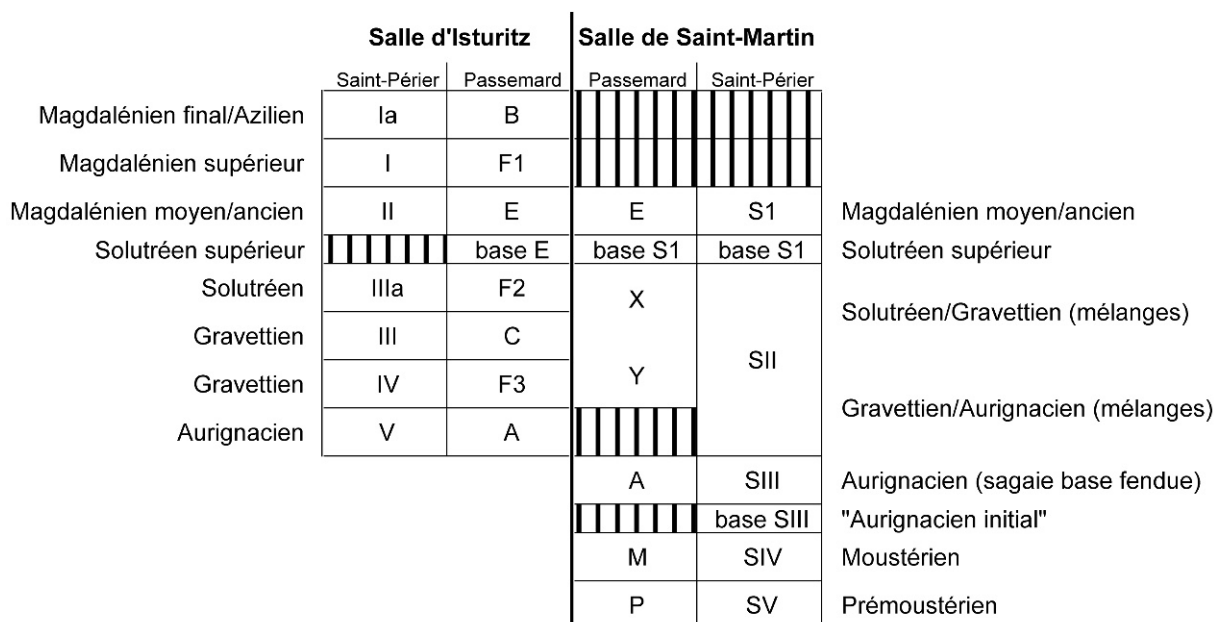 Salle d'Isturitz Salle de Saint-Martin
Saint-Périer Passemard Passemard Saint-Périer
Magdalénien final/Azilien Ia B
Magdalénien supérieur I F1
Magdalénien moyen/ancien II E E S1 Magdalénien moyen/ancien
Solutréen supérieur base E base S1 base S1 Solutréen supérieur
Solutréen IIIa F2 X Solutréen/Gravettien (mélanges)
Gravettien III C SII
Gravettien IV F3 Y Gravettien/Aurignacien (mélanges)
Aurignacien V A
A SIII Aurignacien (sagaie base fendue)
base SIII "Aurignacien initial"
M SIV Moustérien
P SV Prémoustérien